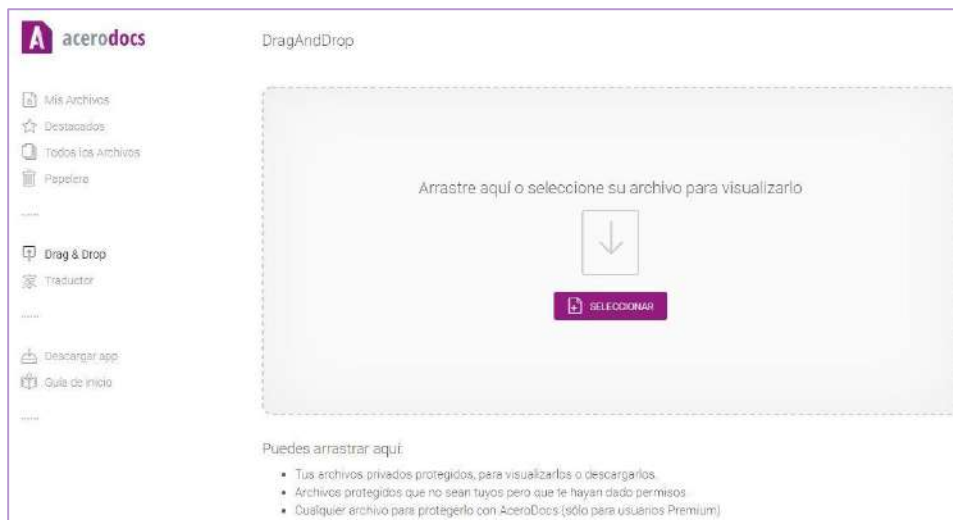 acerodocs
DragAndDrop
Mis Archivos
Destacados
Todos los Archivos
Papelera
Drag & Drop
Traductor
Descargar app
Guía de inicio
Arrastre aquí o seleccione su archivo para visualizarlo
SELECCIONAR
Puedes arrastrar aquí:
• Tus archivos privados protegidos, para visualizarlos o descargarlos.
• Archivos protegidos que no sean tuyos pero que te hayan dado permisos
• Cualquier archivo para protegerlo con AceroDocs (sólo para usuarios Premium)